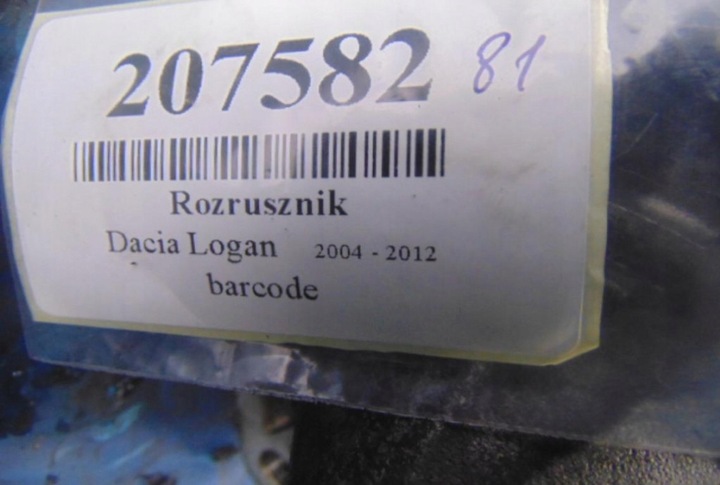 207582 81
Rozrusznik
Dacia Logan 2004 - 2012
barcode